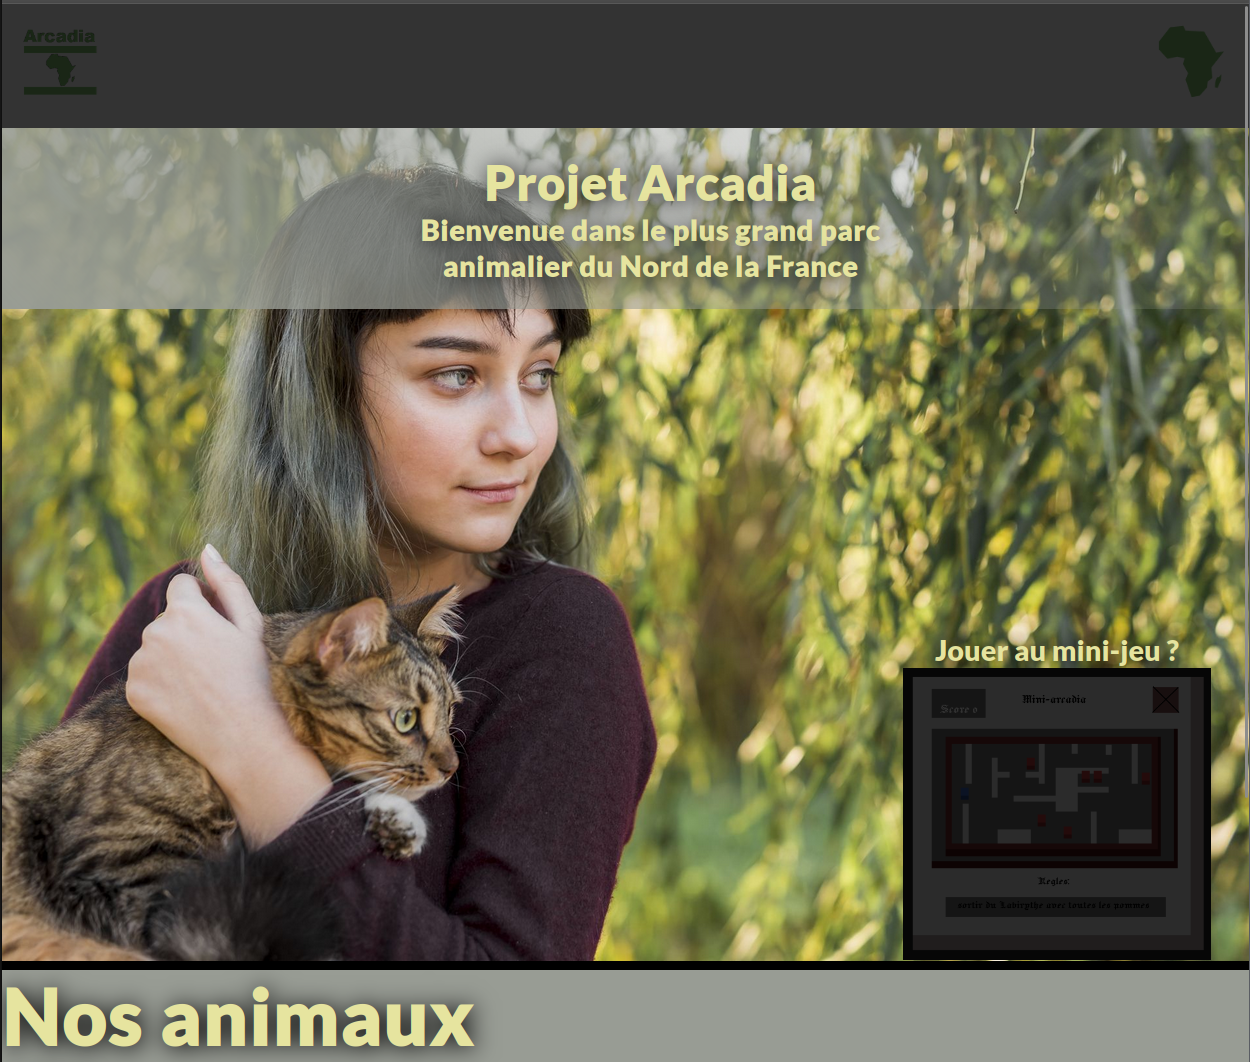 Arcadia
Projet Arcadia
Bienvenue dans le plus grand parc
animalier du Nord de la France
Jouer au mini-jeu ?
Mini-arcadia
Score 0
Regles
sortir du Labirythe avec toutes les pommes
Nos animaux